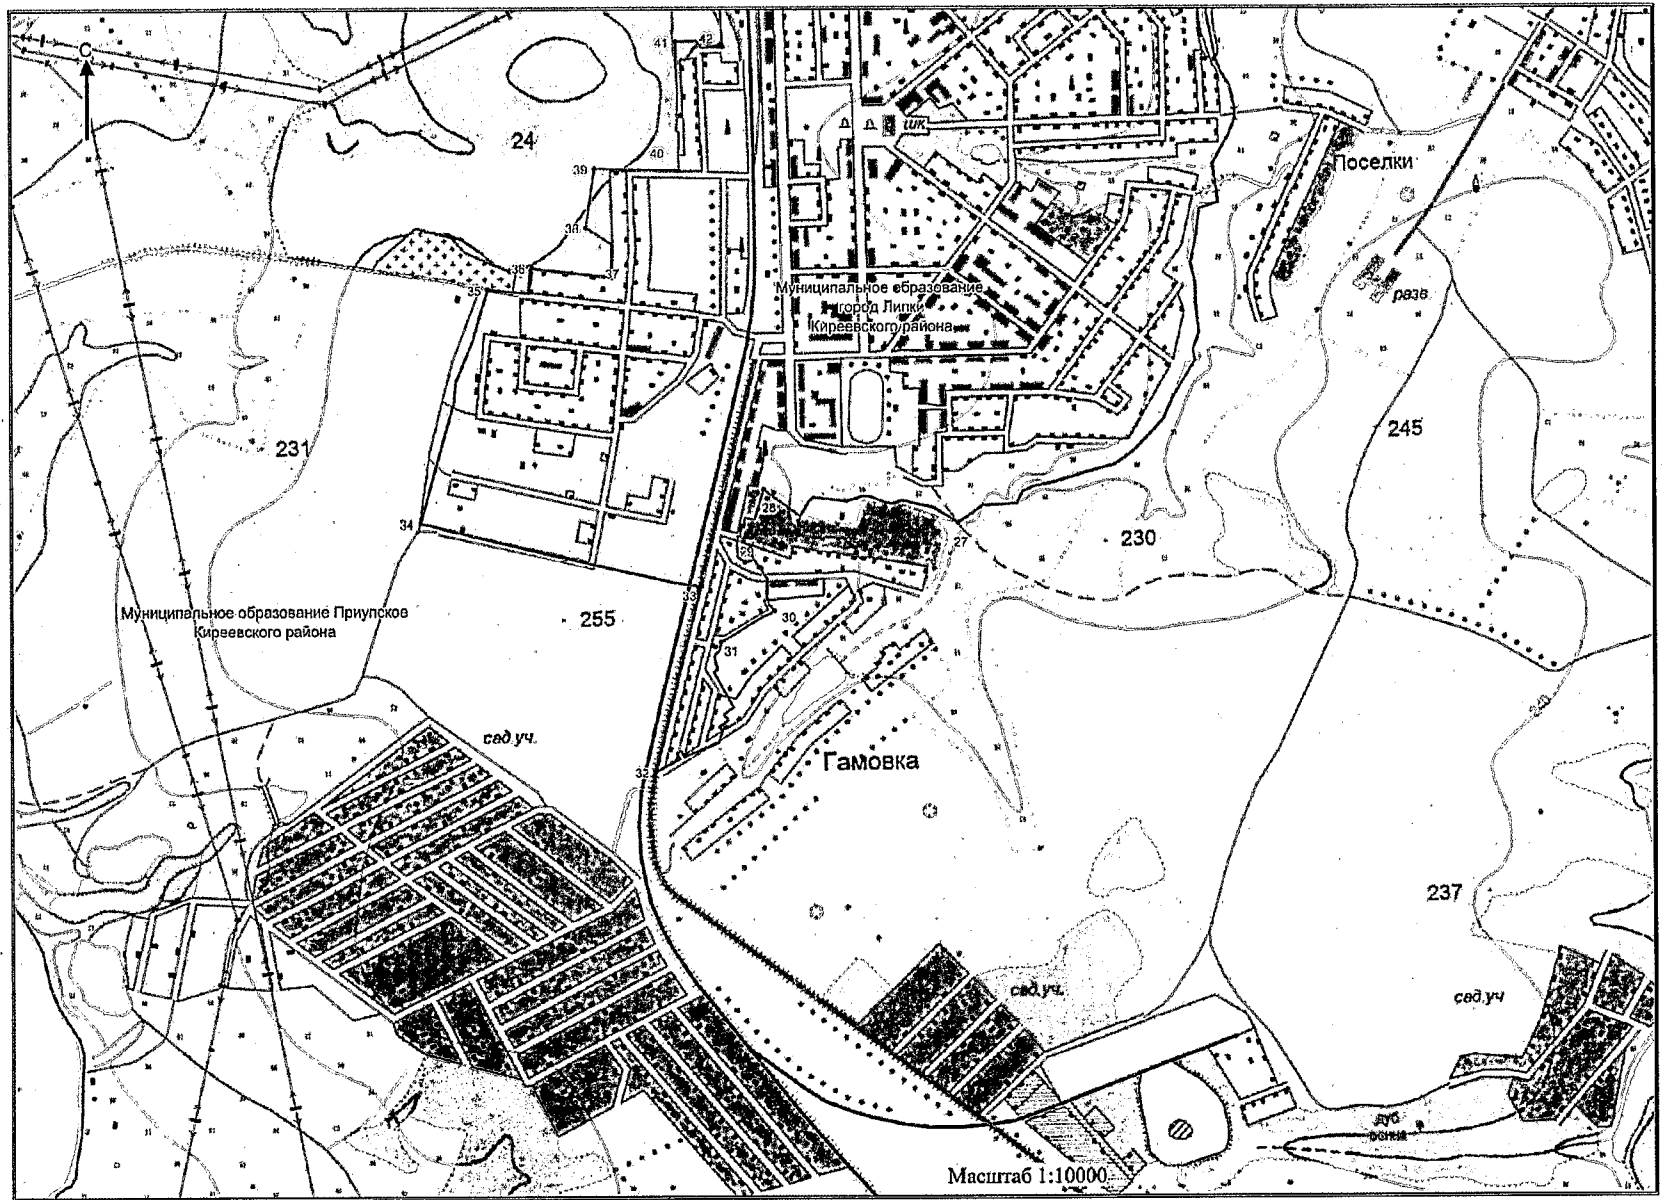 С
41
42
24
шк.
40
39
Поселки
38
36
37
35
Муниципальное образование
город Липки
Киреевского района
разв.
245
231
28
34
27
230
29
33
Муниципальное образование Приупское
Киреевского района
255
30
31
сад.уч.
Гамовка
32
237
сад.уч.
сад.уч
дуб
осина
Масштаб 1:10000